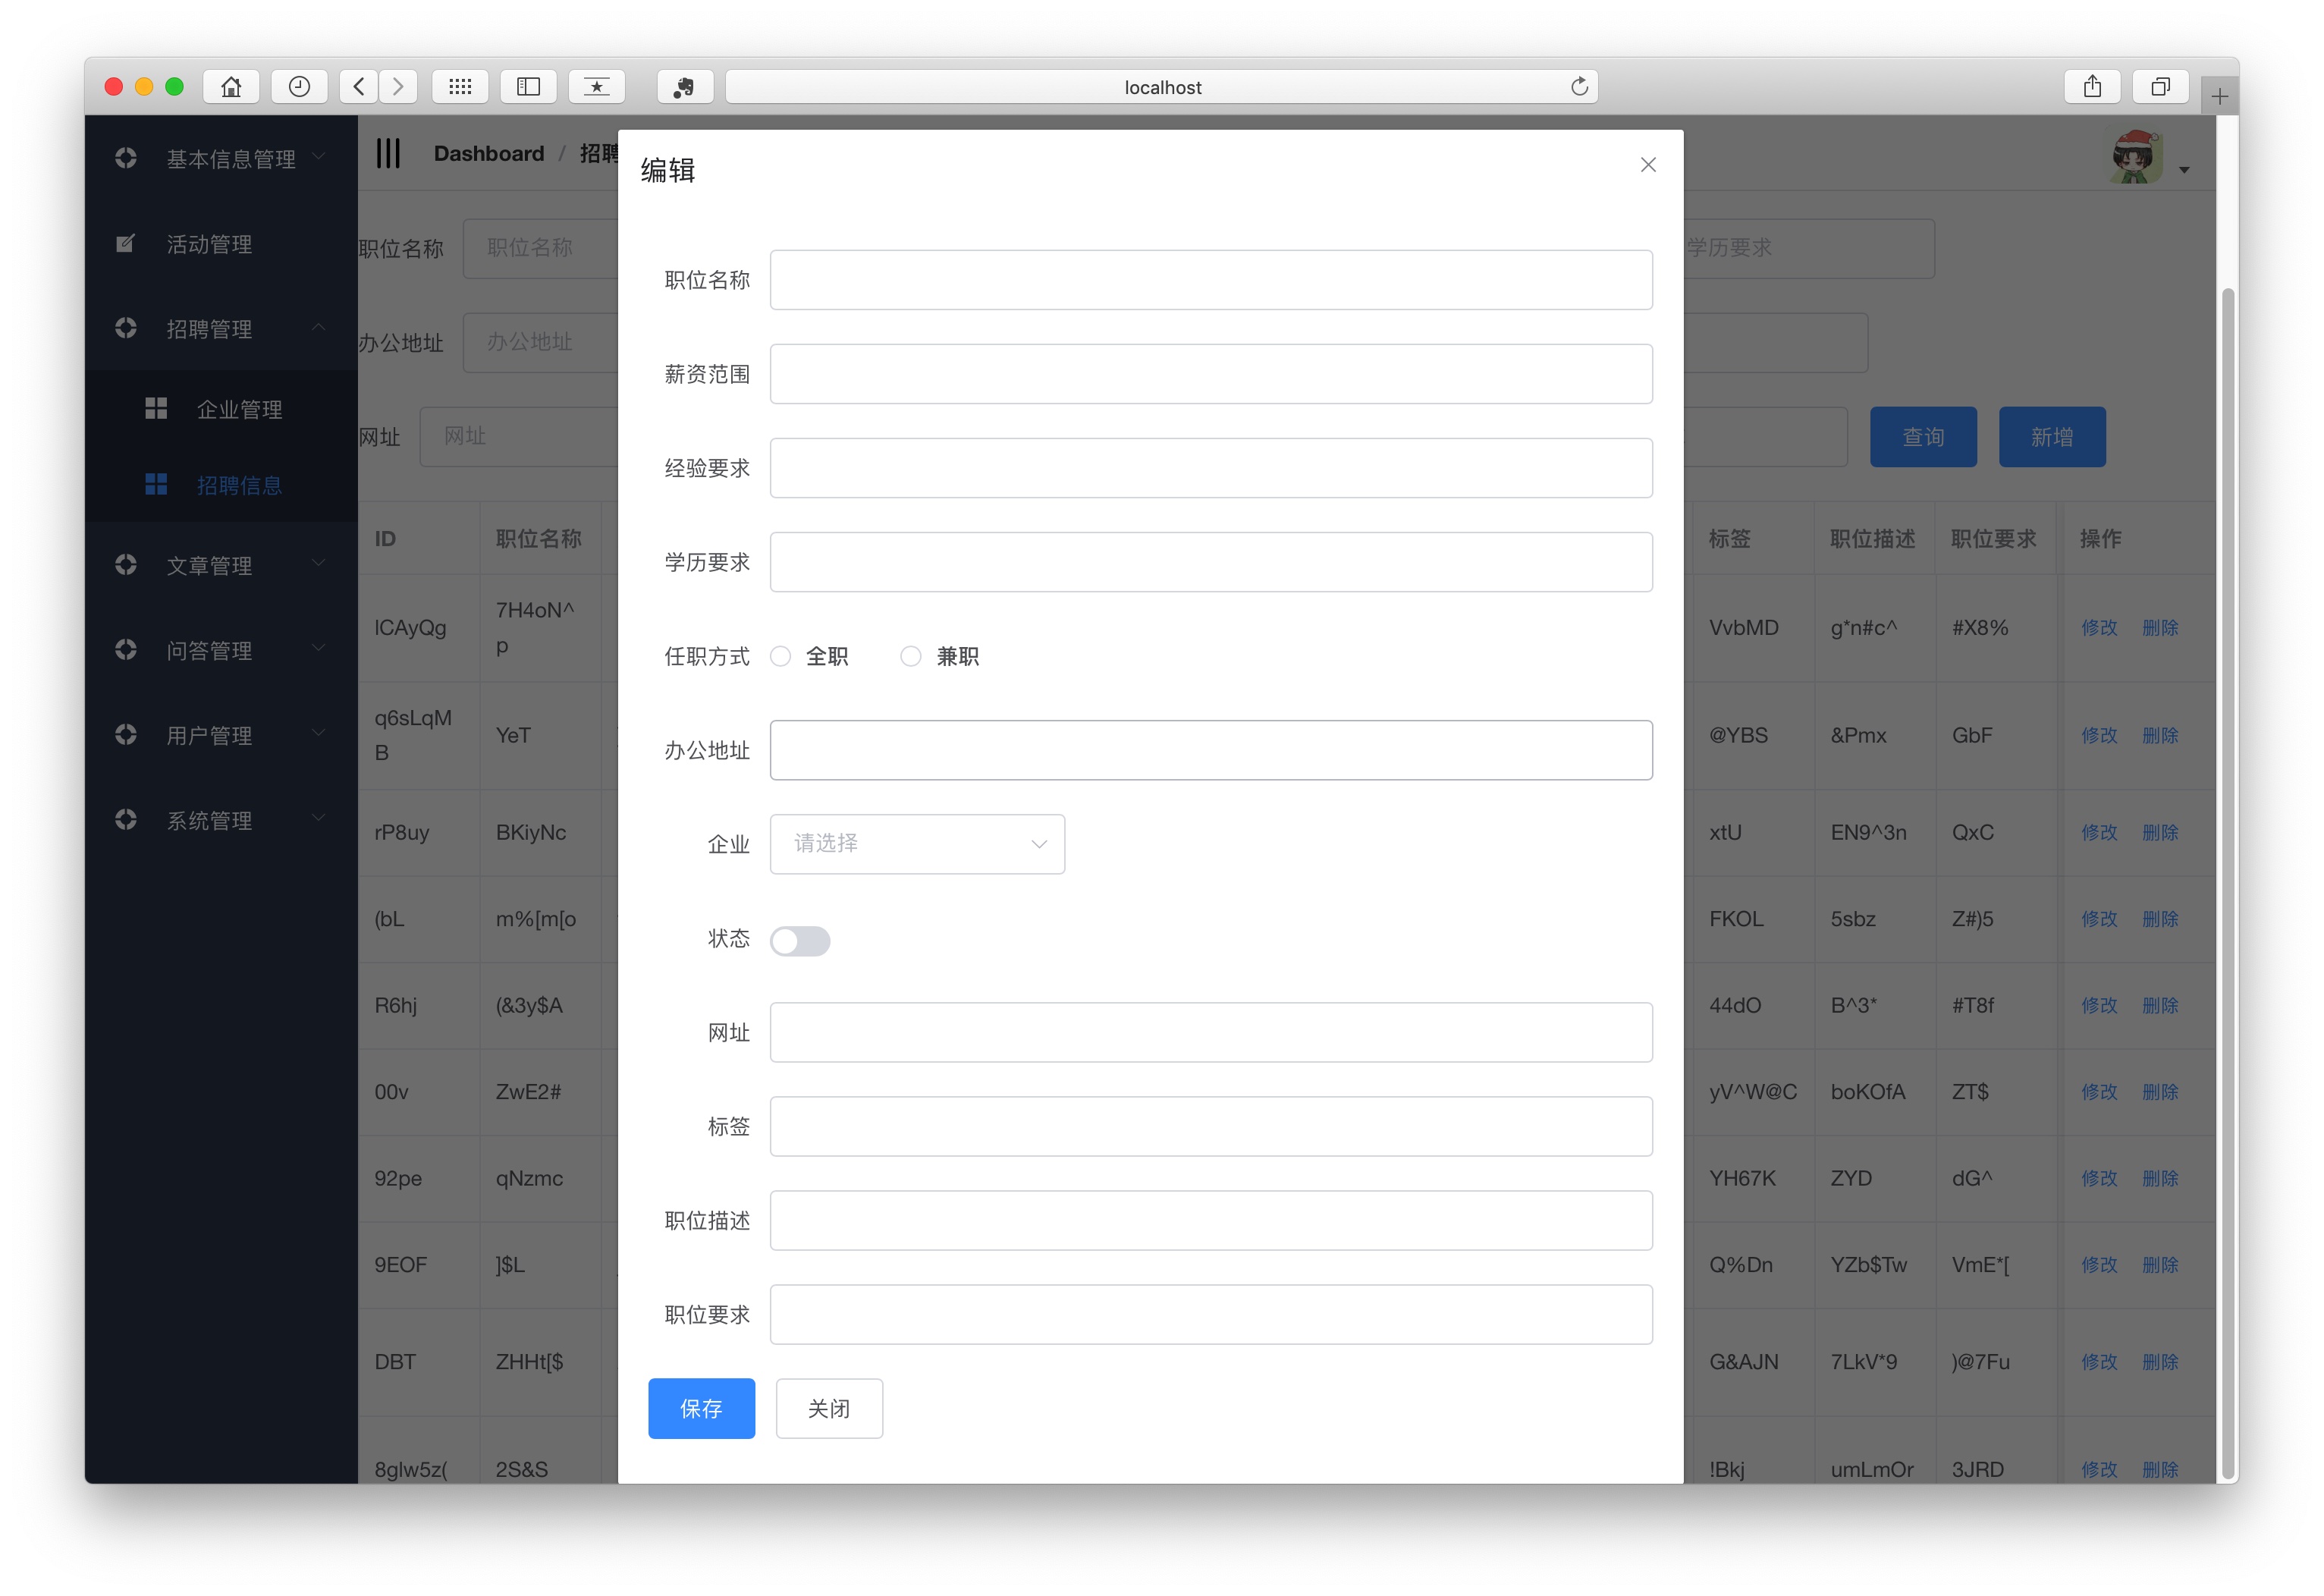 localhost
基本信息管理
活动管理
招聘管理
企业管理
招聘信息
文章管理
问答管理
用户管理
系统管理
Dashboard / 招聘
职位名称 职位名称
学历要求
办公地址 办公地址
网址 网址
查询 新增
ID 职位名称 标签 职位描述 职位要求 操作
lCAyQg 7H4oN^p VvbMD g*n#c^ #X8% 修改 删除
q6sLqMB YeT @YBS &Pmx GbF 修改 删除
rP8uy BKiyNc xtU EN9^3n QxC 修改 删除
(bL m%[m[o FKOL 5sbz Z#)5 修改 删除
R6hj (&3y$A 44dO B^3* #T8f 修改 删除
00v ZwE2# yV^W@C boKOfA ZT$ 修改 删除
92pe qNzmc YH67K ZYD dG^ 修改 删除
9EOF ]$L Q%Dn YZb$Tw VmE*[ 修改 删除
DBT ZHHt[$ G&AJN 7LkV*9 )@7Fu 修改 删除
8glw5z( 2S&S !Bkj umLmOr 3JRD 修改 删除
编辑
职位名称
薪资范围
经验要求
学历要求
任职方式 全职 兼职
办公地址
企业 请选择
状态
网址
标签
职位描述
职位要求
保存 关闭